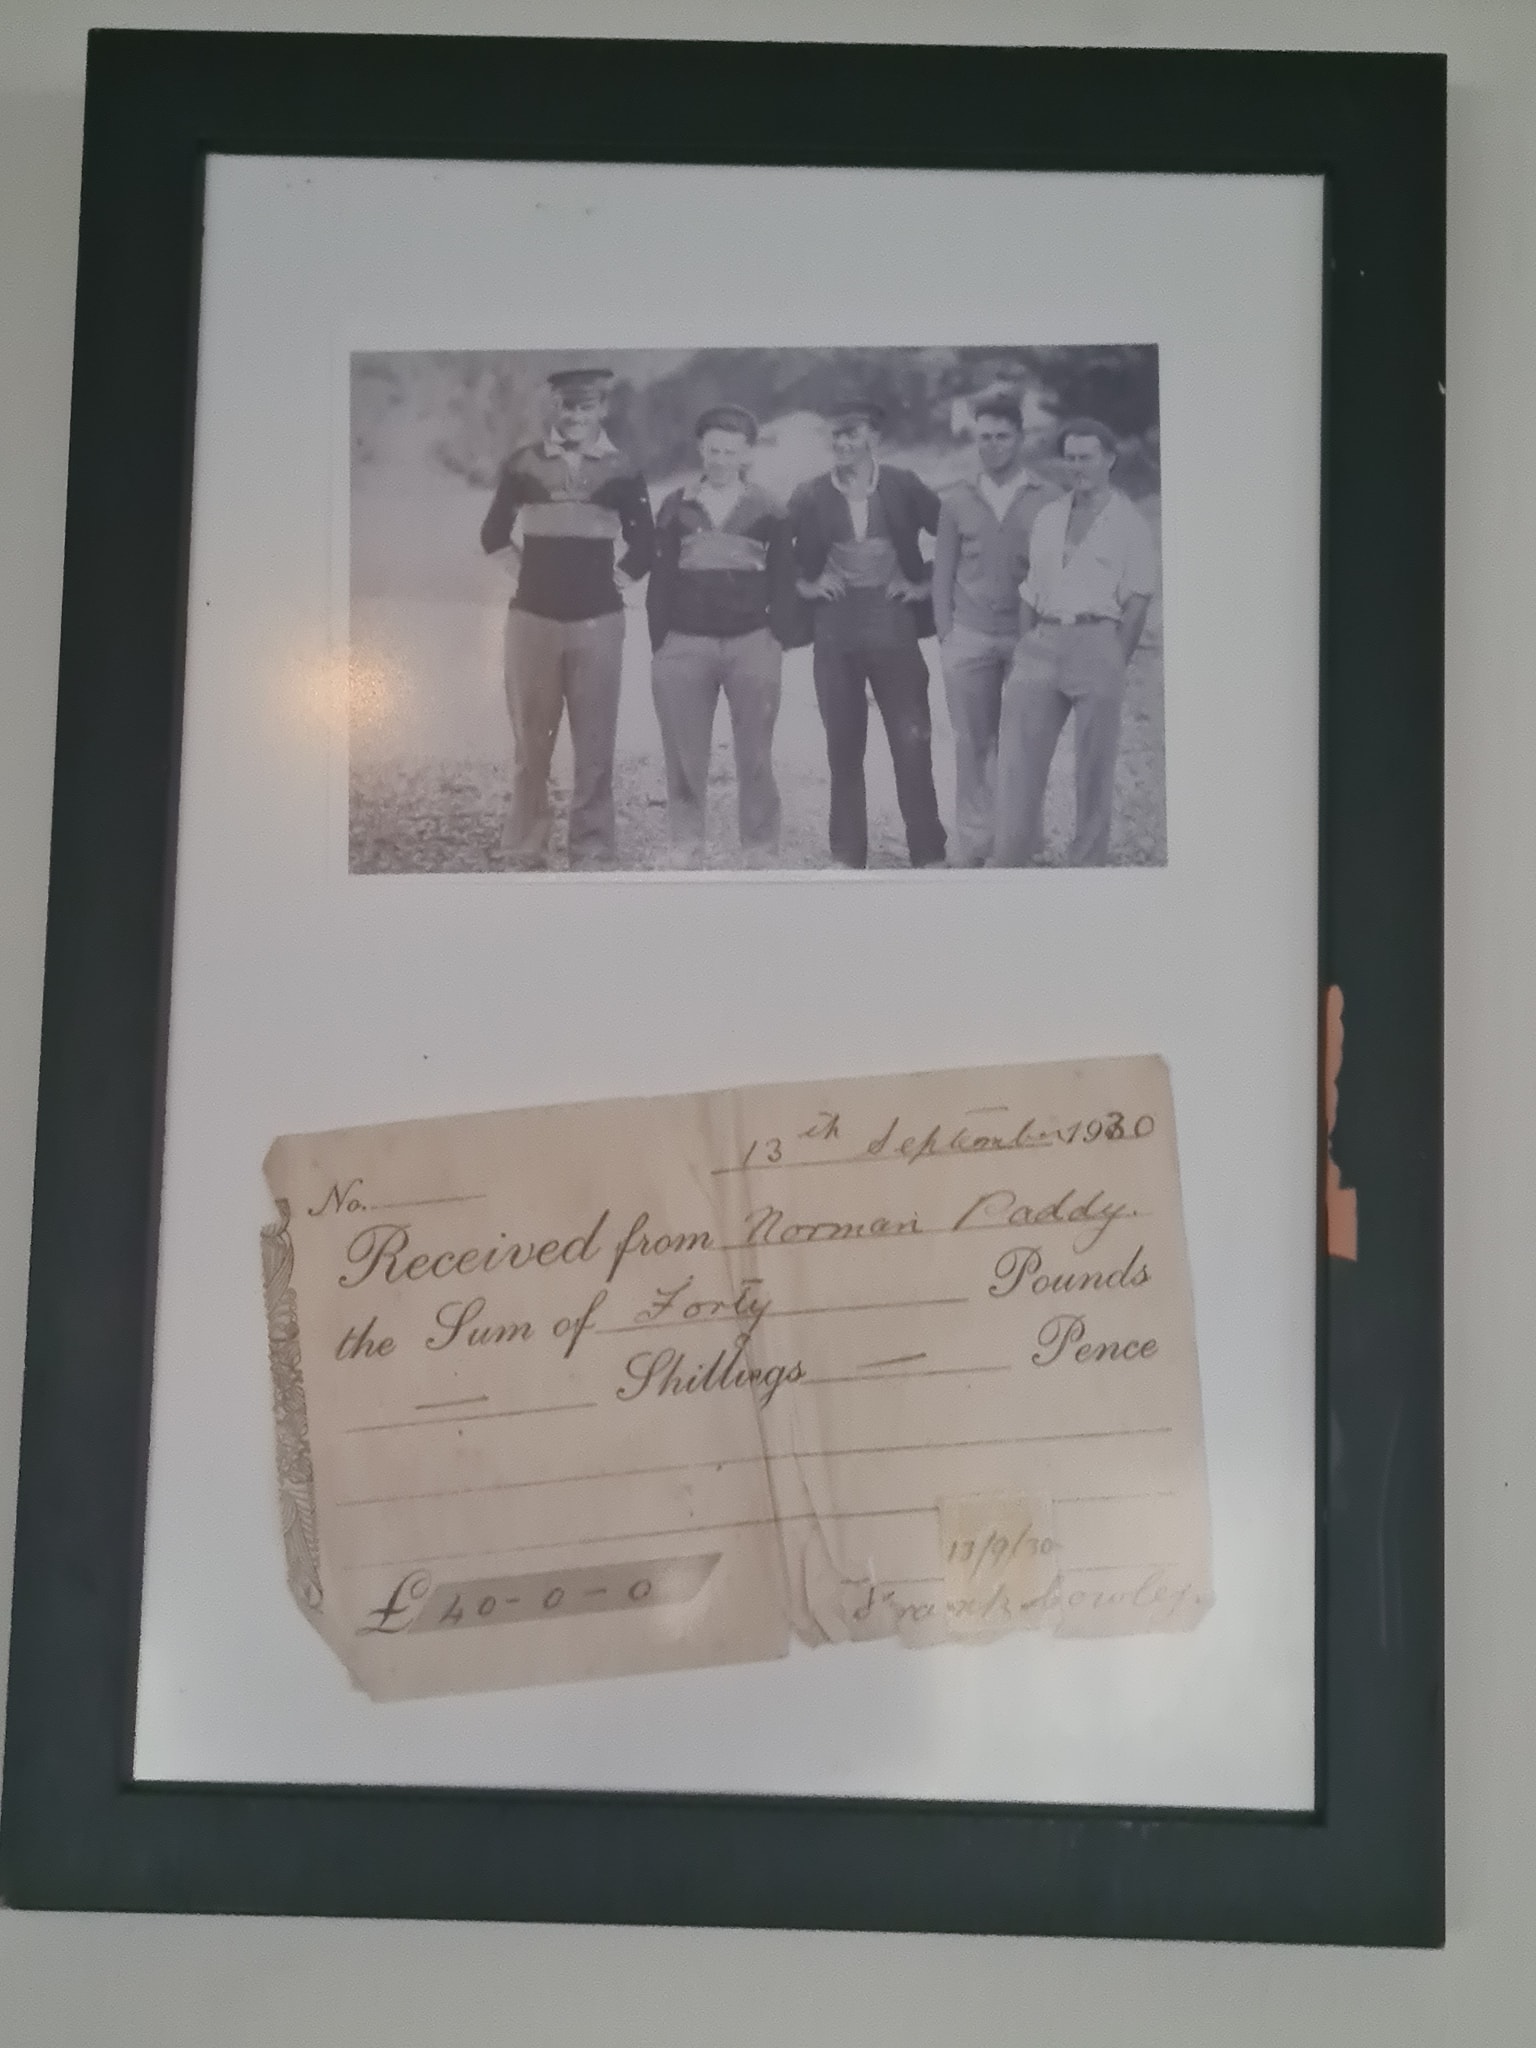 13th September 1930
No.
Received from Norman Paddy.
the Sum of Forty Pounds
— Shillings — Pence
13/9/30
£ 40-0-0
Frank